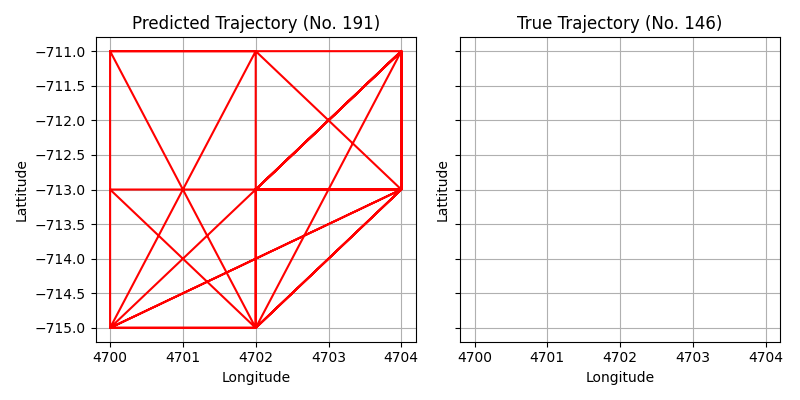 Predicted Trajectory (No. 191)
True Trajectory (No. 146)
−711.0
−711.5
−712.0
−712.5
−713.0
−713.5
−714.0
−714.5
−715.0
Lattitude
Lattitude
4700 4701 4702 4703 4704
4700 4701 4702 4703 4704
Longitude
Longitude